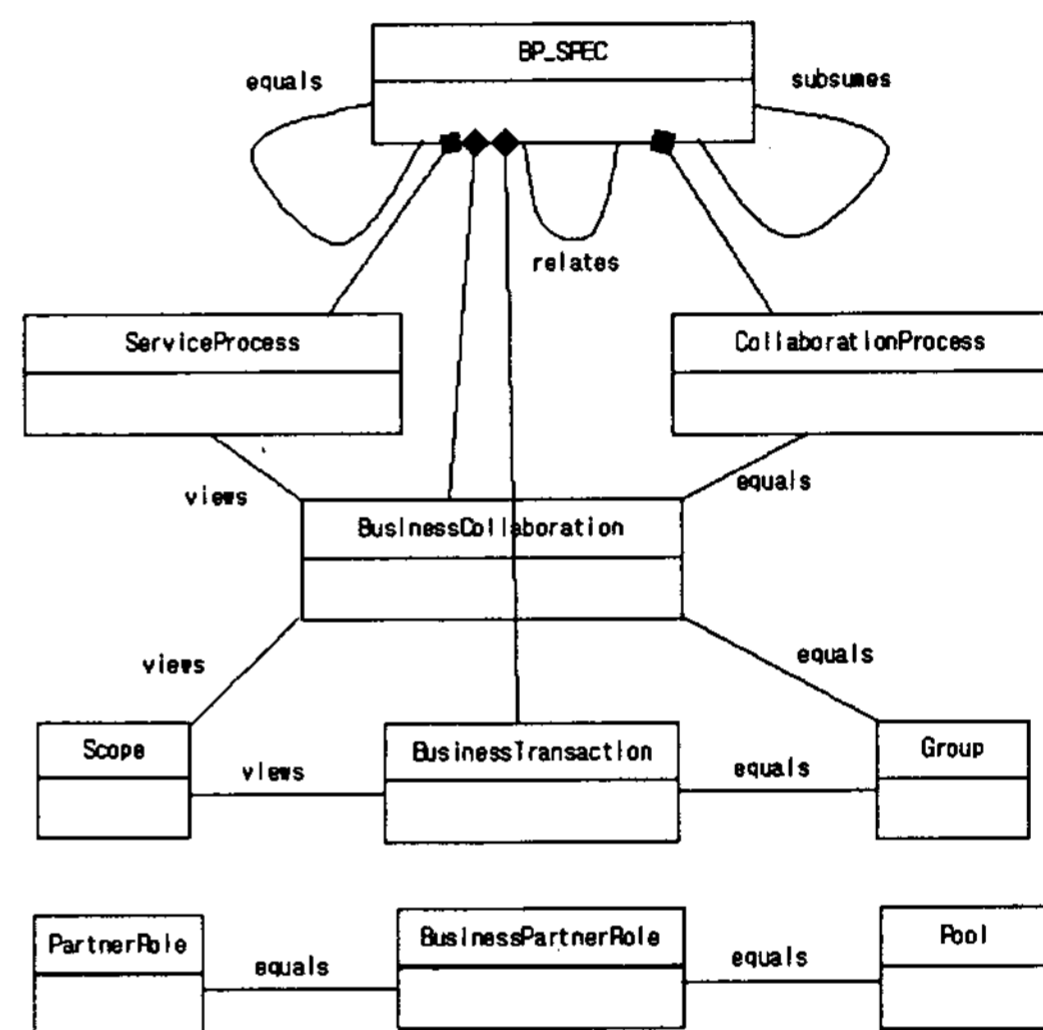 BP_SPEC
equals
subsumes
relates
ServiceProcess
CollaborationProcess
views
equals
BusinessCollaboration
views
equals
Scope
BusinessTransaction
Group
views
equals
PartnerRole
BusinessPartnerRole
Pool
equals
equals